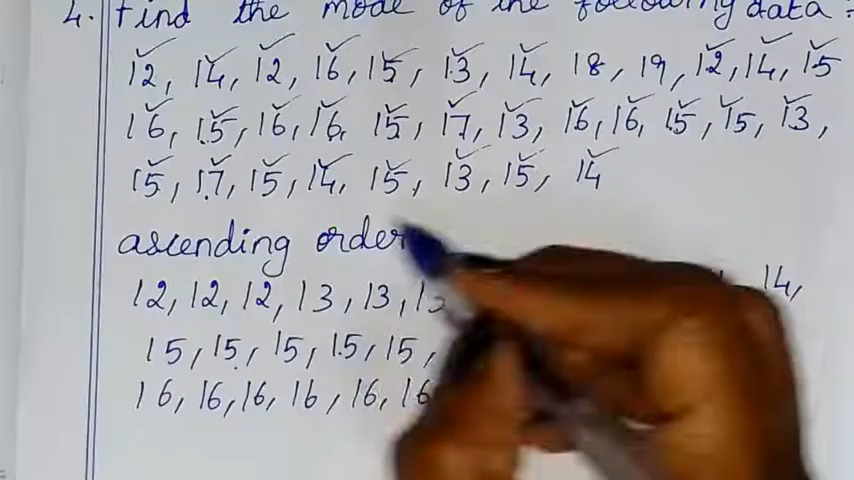 4. Find the mode of the following data:
12, 14, 12, 16, 15, 13, 14, 18, 19, 12, 14, 15
16, 15, 16, 16, 15, 17, 13, 16, 16, 15, 15, 13,
15, 17, 15, 14, 15, 13, 15, 14
ascending order
12, 12, 12, 13, 13, 13 14,
15, 15, 15, 15, 15,
16, 16, 16, 16, 16, 16